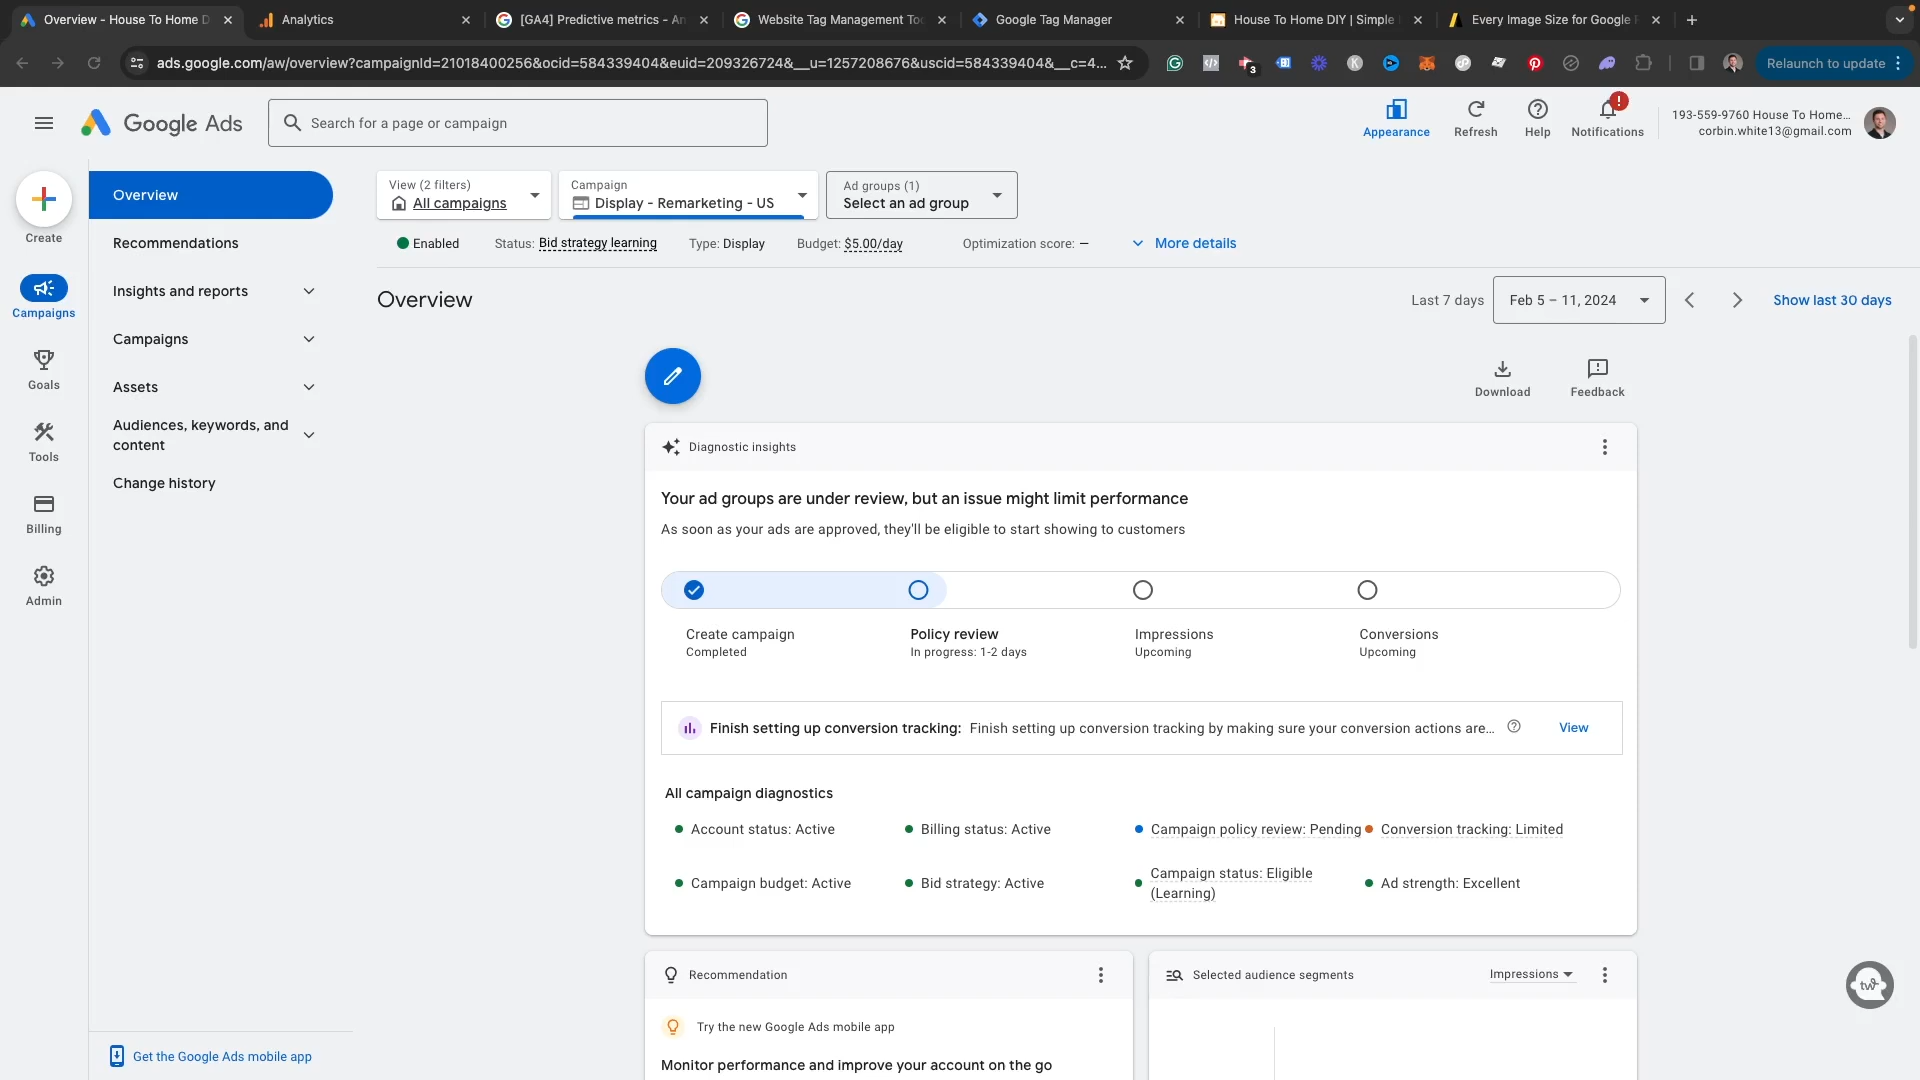 Overview - House To Home D
Analytics
[GA4] Predictive metrics - An
Website Tag Management Too
Google Tag Manager
House To Home DIY | Simple
Every Image Size for Google
ads.google.com/aw/overview?campaignId=21018400256&ocid=584339404&euid=209326724&__u=1257208676&uscid=584339404&__c=4...
3
Relaunch to update
Google Ads
Search for a page or campaign
Appearance
Refresh
Help
Notifications
193-559-9760 House To Home...
corbin.white13@gmail.com
Create
Campaigns
Goals
Tools
Billing
Admin
Overview
Recommendations
Insights and reports
Campaigns
Assets
Audiences, keywords, and
content
Change history
Get the Google Ads mobile app
View (2 filters)
All campaigns
Campaign
Display - Remarketing - US
Ad groups (1)
Select an ad group
Enabled
Status: Bid strategy learning
Type: Display
Budget: $5.00/day
Optimization score: –
More details
Overview
Last 7 days
Feb 5 – 11, 2024
Show last 30 days
Download
Feedback
Diagnostic insights
Your ad groups are under review, but an issue might limit performance
As soon as your ads are approved, they'll be eligible to start showing to customers
Create campaign
Completed
Policy review
In progress: 1-2 days
Impressions
Upcoming
Conversions
Upcoming
Finish setting up conversion tracking: Finish setting up conversion tracking by making sure your conversion actions are...
View
All campaign diagnostics
Account status: Active
Billing status: Active
Campaign policy review: Pending
Conversion tracking: Limited
Campaign budget: Active
Bid strategy: Active
Campaign status: Eligible
(Learning)
Ad strength: Excellent
Recommendation
Try the new Google Ads mobile app
Monitor performance and improve your account on the go
Selected audience segments
Impressions
tw